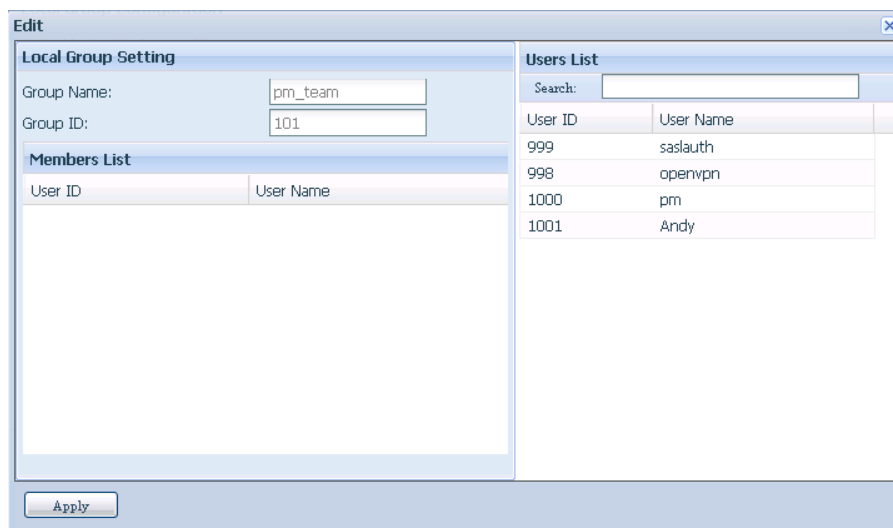 Edit
Local Group Setting
Group Name: pm_team
Group ID: 101
Members List
User ID User Name
Users List
Search:
User ID User Name
999 saslauth
998 openvpn
1000 pm
1001 Andy
Apply